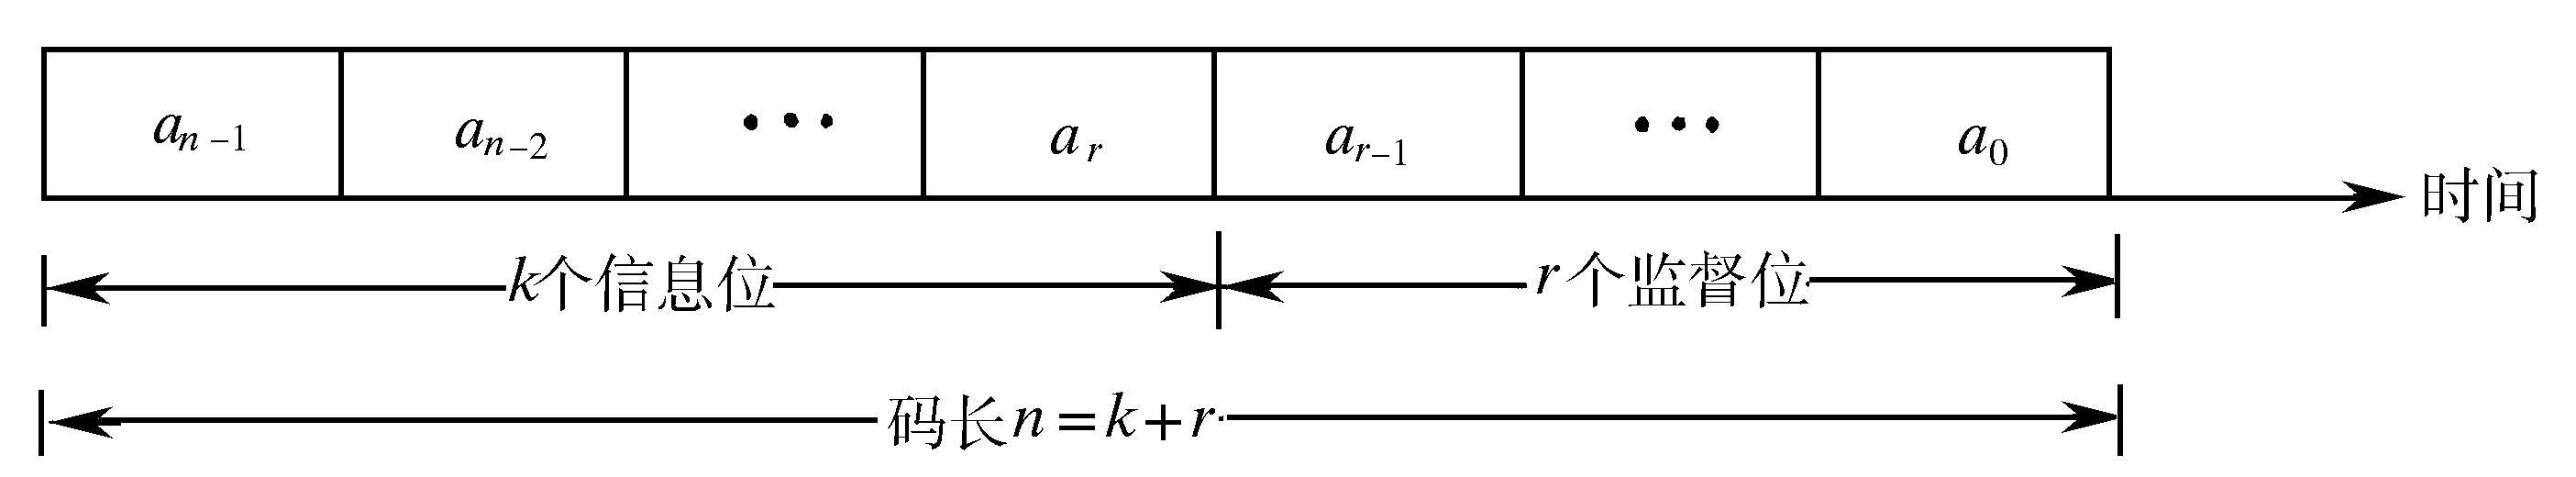 aₙ₋₁ aₙ₋₂ ••• aᵣ aᵣ₋₁ ••• a₀
时间
k个信息位 r个监督位
码长n=k+r